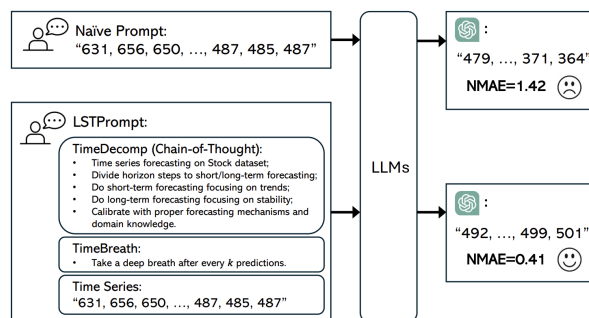 Naïve Prompt:
“631, 656, 650, …, 487, 485, 487”
LSTPrompt:
TimeDecomp (Chain-of-Thought):
• Time series forecasting on Stock dataset;
• Divide horizon steps to short/long-term forecasting;
• Do short-term forecasting focusing on trends;
• Do long-term forecasting focusing on stability;
• Calibrate with proper forecasting mechanisms and
domain knowledge.
TimeBreath:
• Take a deep breath after every k predictions.
Time Series:
“631, 656, 650, …, 487, 485, 487”
LLMs
:
“479, …, 371, 364”
NMAE=1.42
:
“492, …, 499, 501”
NMAE=0.41